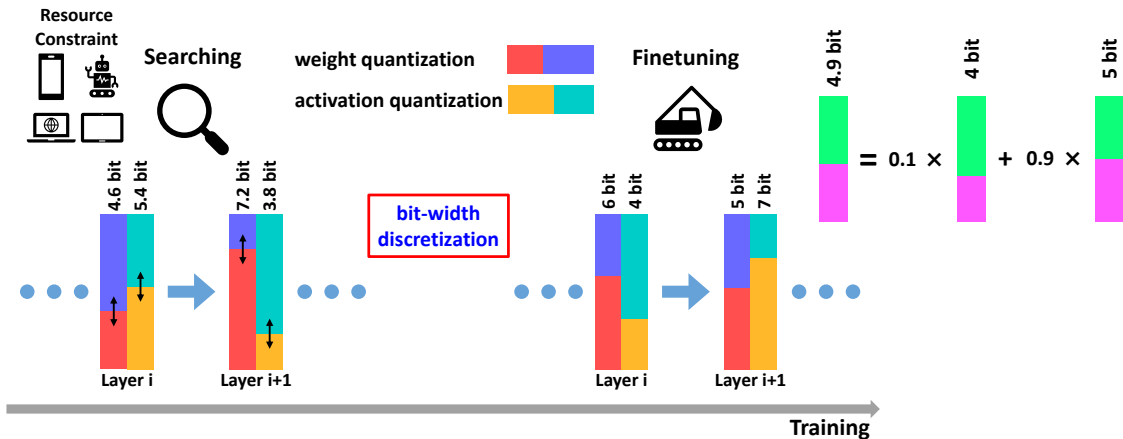 Resource
Constraint
Searching
weight quantization
activation quantization
Finetuning
4.9 bit
=
0.1 ×
4 bit
+
0.9 ×
5 bit
4.6 bit
5.4 bit
7.2 bit
3.8 bit
bit-width
discretization
6 bit
4 bit
5 bit
7 bit
Layer i
Layer i+1
Layer i
Layer i+1
Training